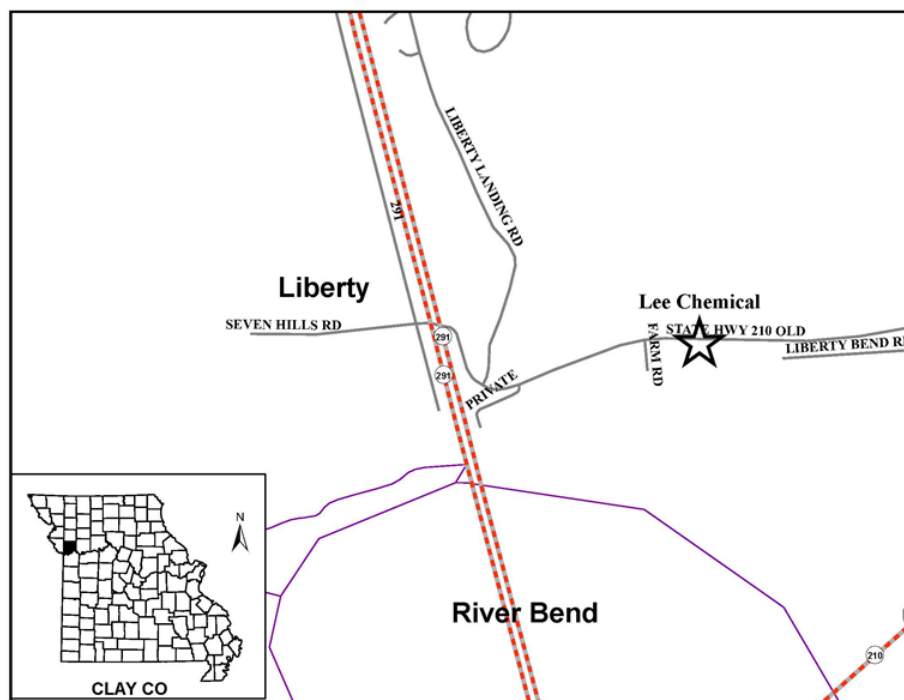 LIBERTY LANDING RD
291
Liberty
Lee Chemical
SEVEN HILLS RD
291
STATE HWY 210 OLD
LIBERTY BEND R
FARM RD
291
PRIVATE
N
River Bend
210
CLAY CO